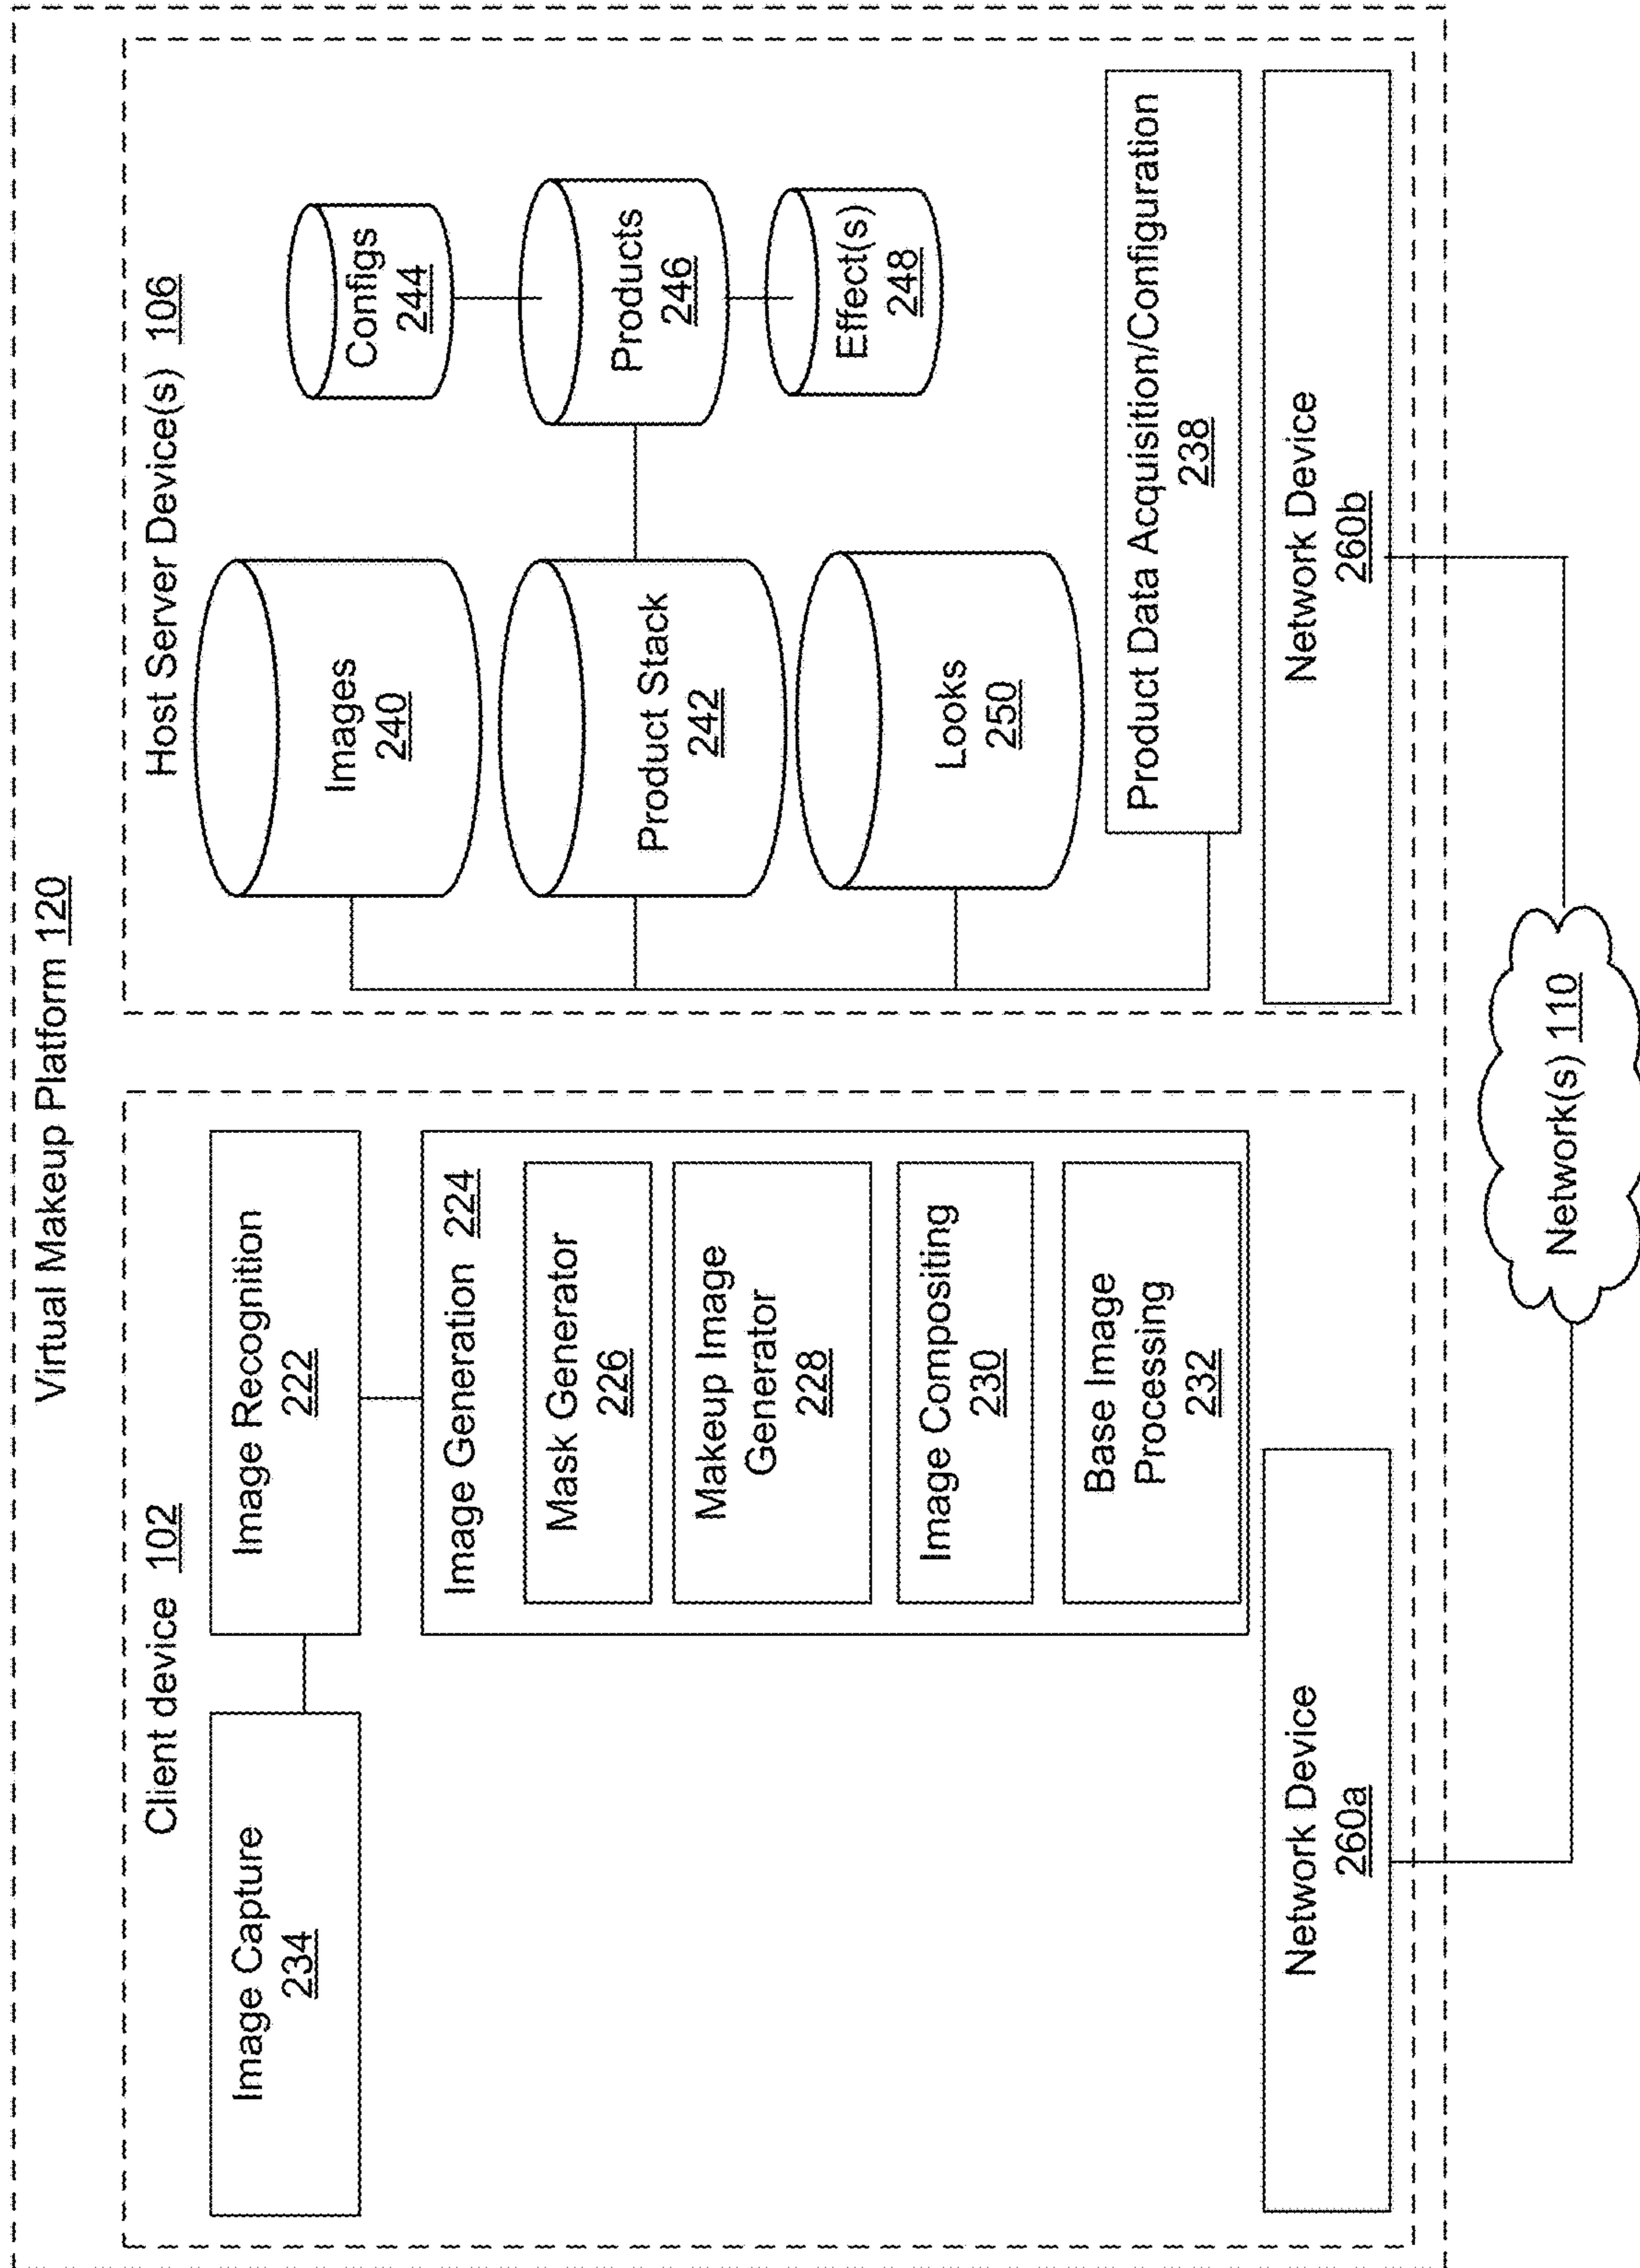 Virtual Makeup Platform 120
Client device 102
Image Capture
234
Image Recognition
222
Image Generation 224
Mask Generator
226
Makeup Image
Generator
228
Image Compositing
230
Base Image
Processing
232
Network Device
260a
Host Server Device(s) 106
Images
240
Product Stack
242
Looks
250
Configs
244
Products
246
Effect(s)
248
Product Data Acquisition/Configuration
238
Network Device
260b
Network(s) 110